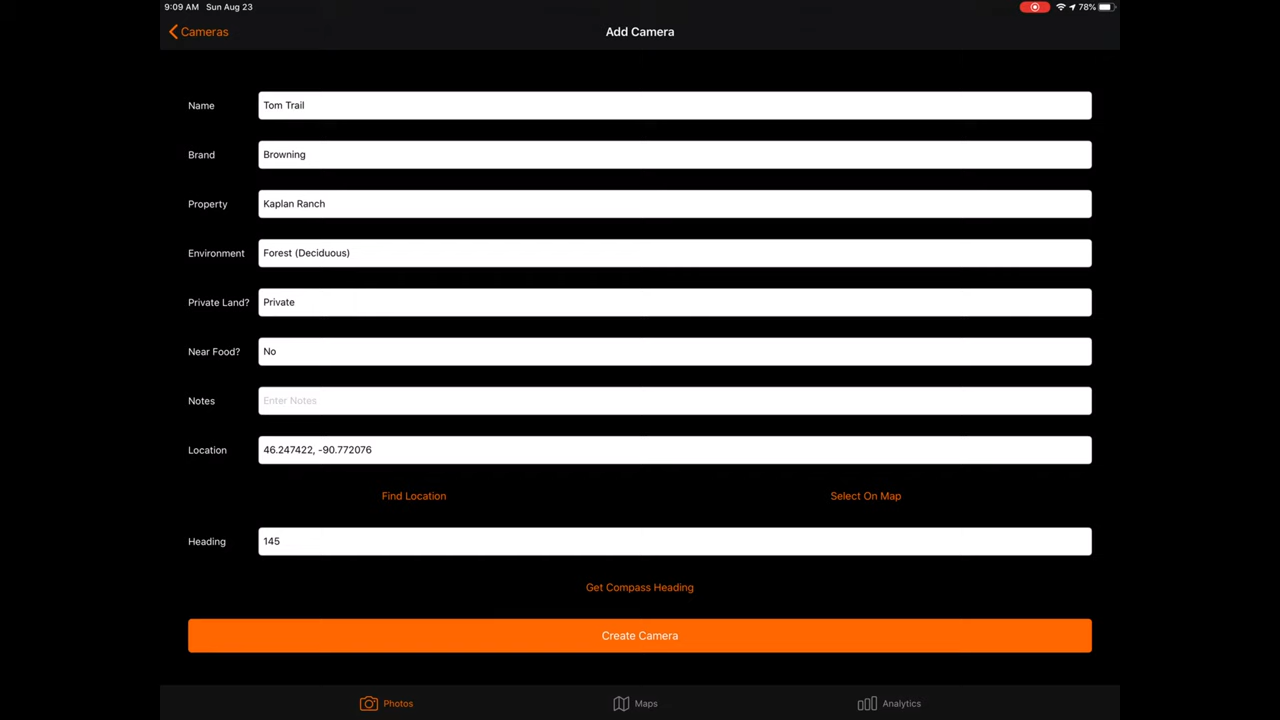 9:09 AM Sun Aug 23 78%
Cameras Add Camera
Name Tom Trail
Brand Browning
Property Kaplan Ranch
Environment Forest (Deciduous)
Private Land? Private
Near Food? No
Notes Enter Notes
Location 46.247422, -90.772076
Find Location Select On Map
Heading 145
Get Compass Heading
Create Camera
Photos Maps Analytics